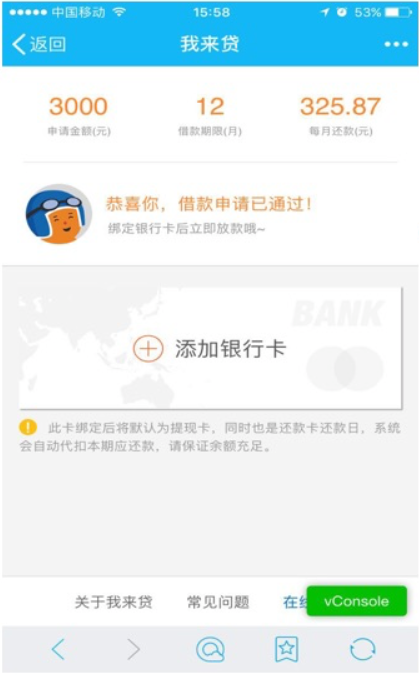 中国移动 15:58 53%
返回 我来贷
3000 12 325.87
申请金额(元) 借款期限(月) 每月还款(元)
恭喜你，借款申请已通过！
绑定银行卡后立即放款哦~
BANK
添加银行卡
此卡绑定后将默认为提现卡，同时也是还款卡还款日，系统
会自动代扣本期应还款，请保证余额充足。
关于我来贷 常见问题 在线 vConsole